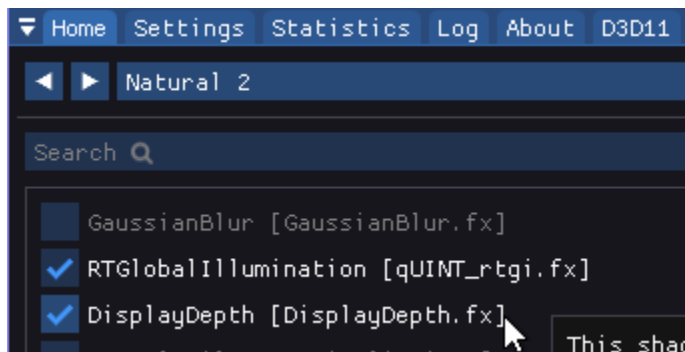 Home Settings Statistics Log About D3D11
Natural 2
Search
GaussianBlur [GaussianBlur.fx]
RTGlobalIllumination [qUINT_rtgi.fx]
DisplayDepth [DisplayDepth.fx]
This shad